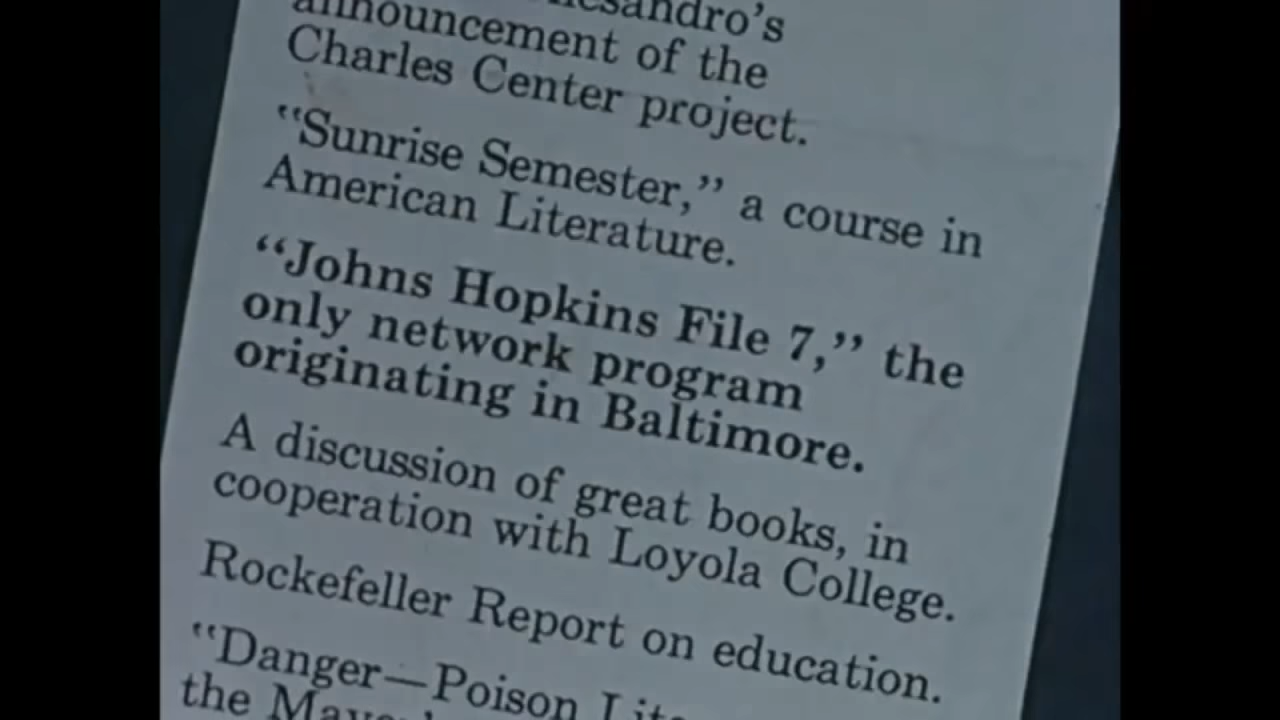 announcement of the
Charles Center project.
"Sunrise Semester," a course in
American Literature.
"Johns Hopkins File 7," the
only network program
originating in Baltimore.
A discussion of great books, in
cooperation with Loyola College.
Rockefeller Report on education.
"Danger—Poison
the